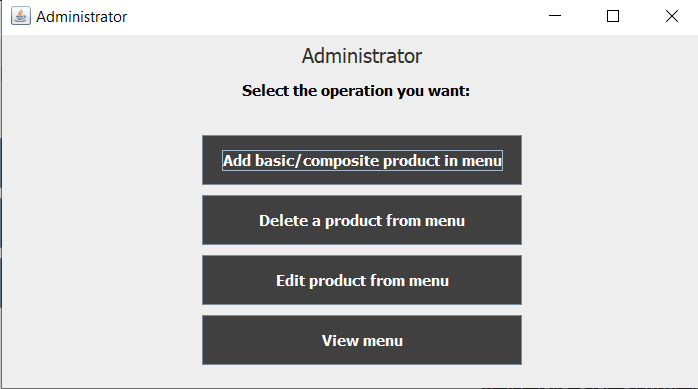 Administrator
Administrator
Select the operation you want:
Add basic/composite product in menu
Delete a product from menu
Edit product from menu
View menu